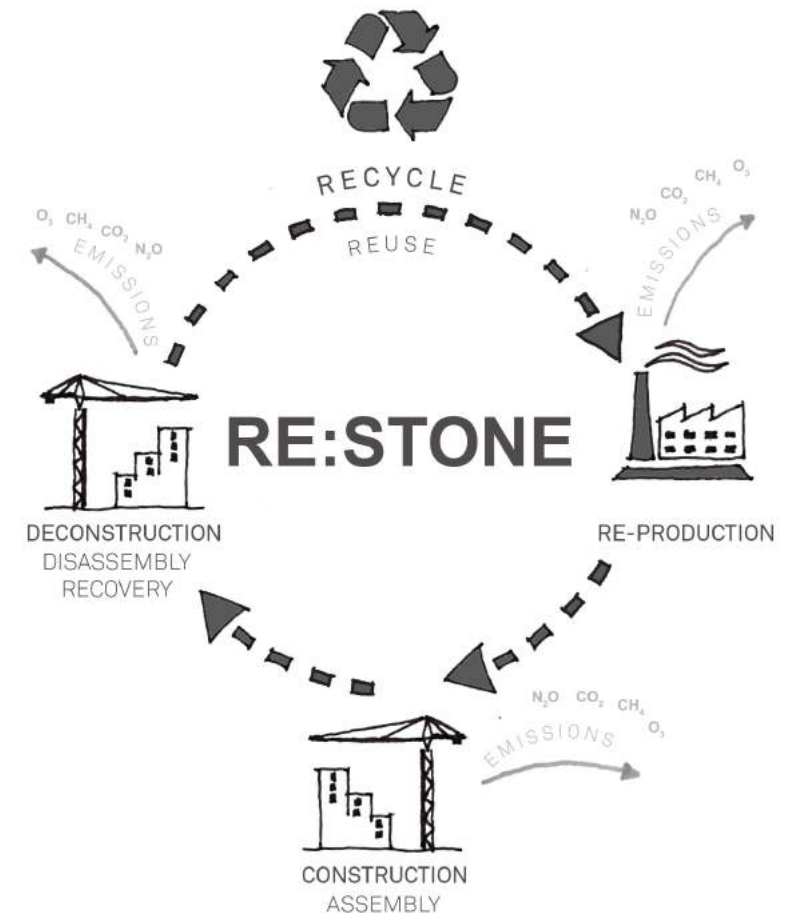 RECYCLE
REUSE
O₃ CH₄ CO₂ N₂O
EMISSIONS
N₂O CO₂ CH₄ O₃
EMISSIONS
RE:STONE
DECONSTRUCTION
DISASSEMBLY
RECOVERY
RE-PRODUCTION
N₂O CO₂ CH₄ O₃
EMISSIONS
CONSTRUCTION
ASSEMBLY